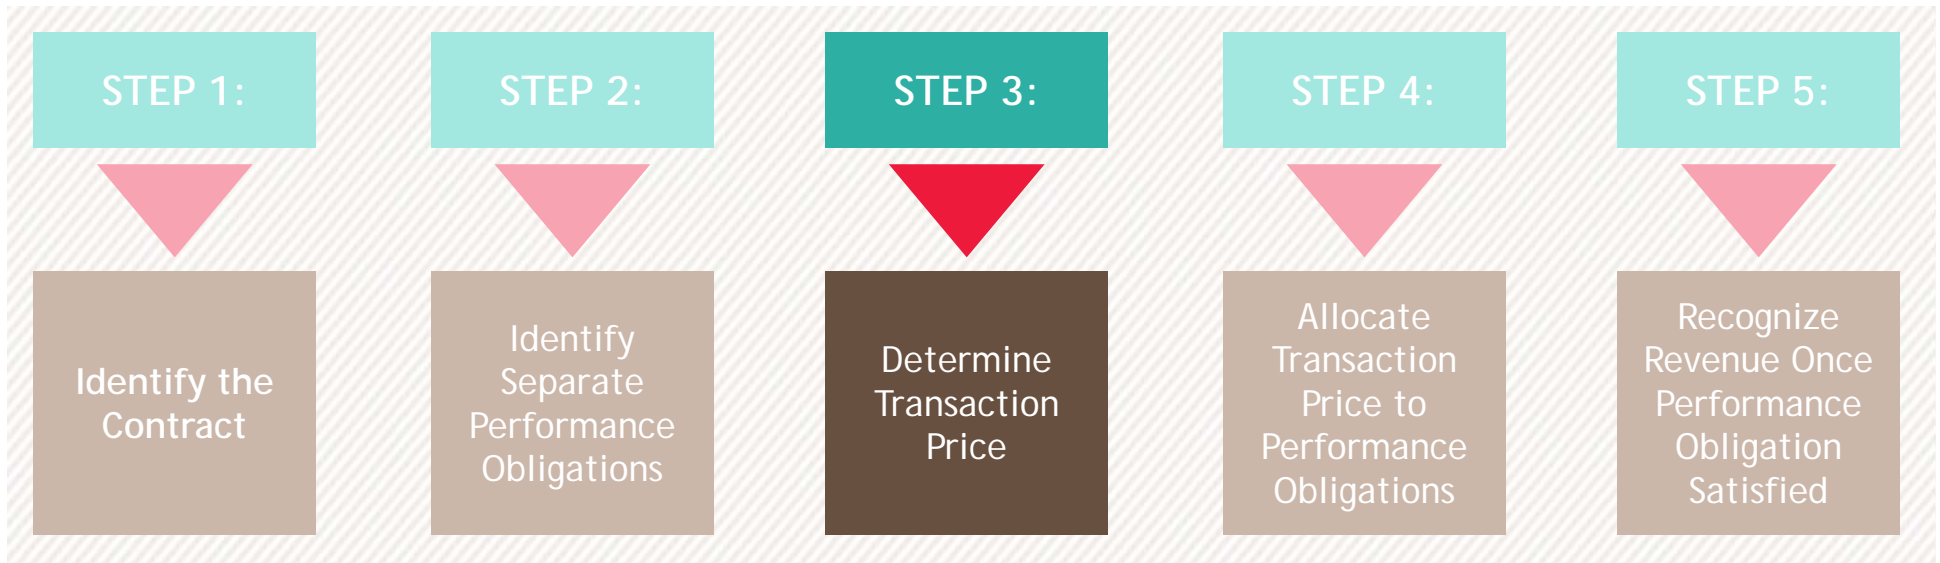 STEP 1:
Identify the
Contract
STEP 2:
Identify
Separate
Performance
Obligations
STEP 3:
Determine
Transaction
Price
STEP 4:
Allocate
Transaction
Price to
Performance
Obligations
STEP 5:
Recognize
Revenue Once
Performance
Obligation
Satisfied